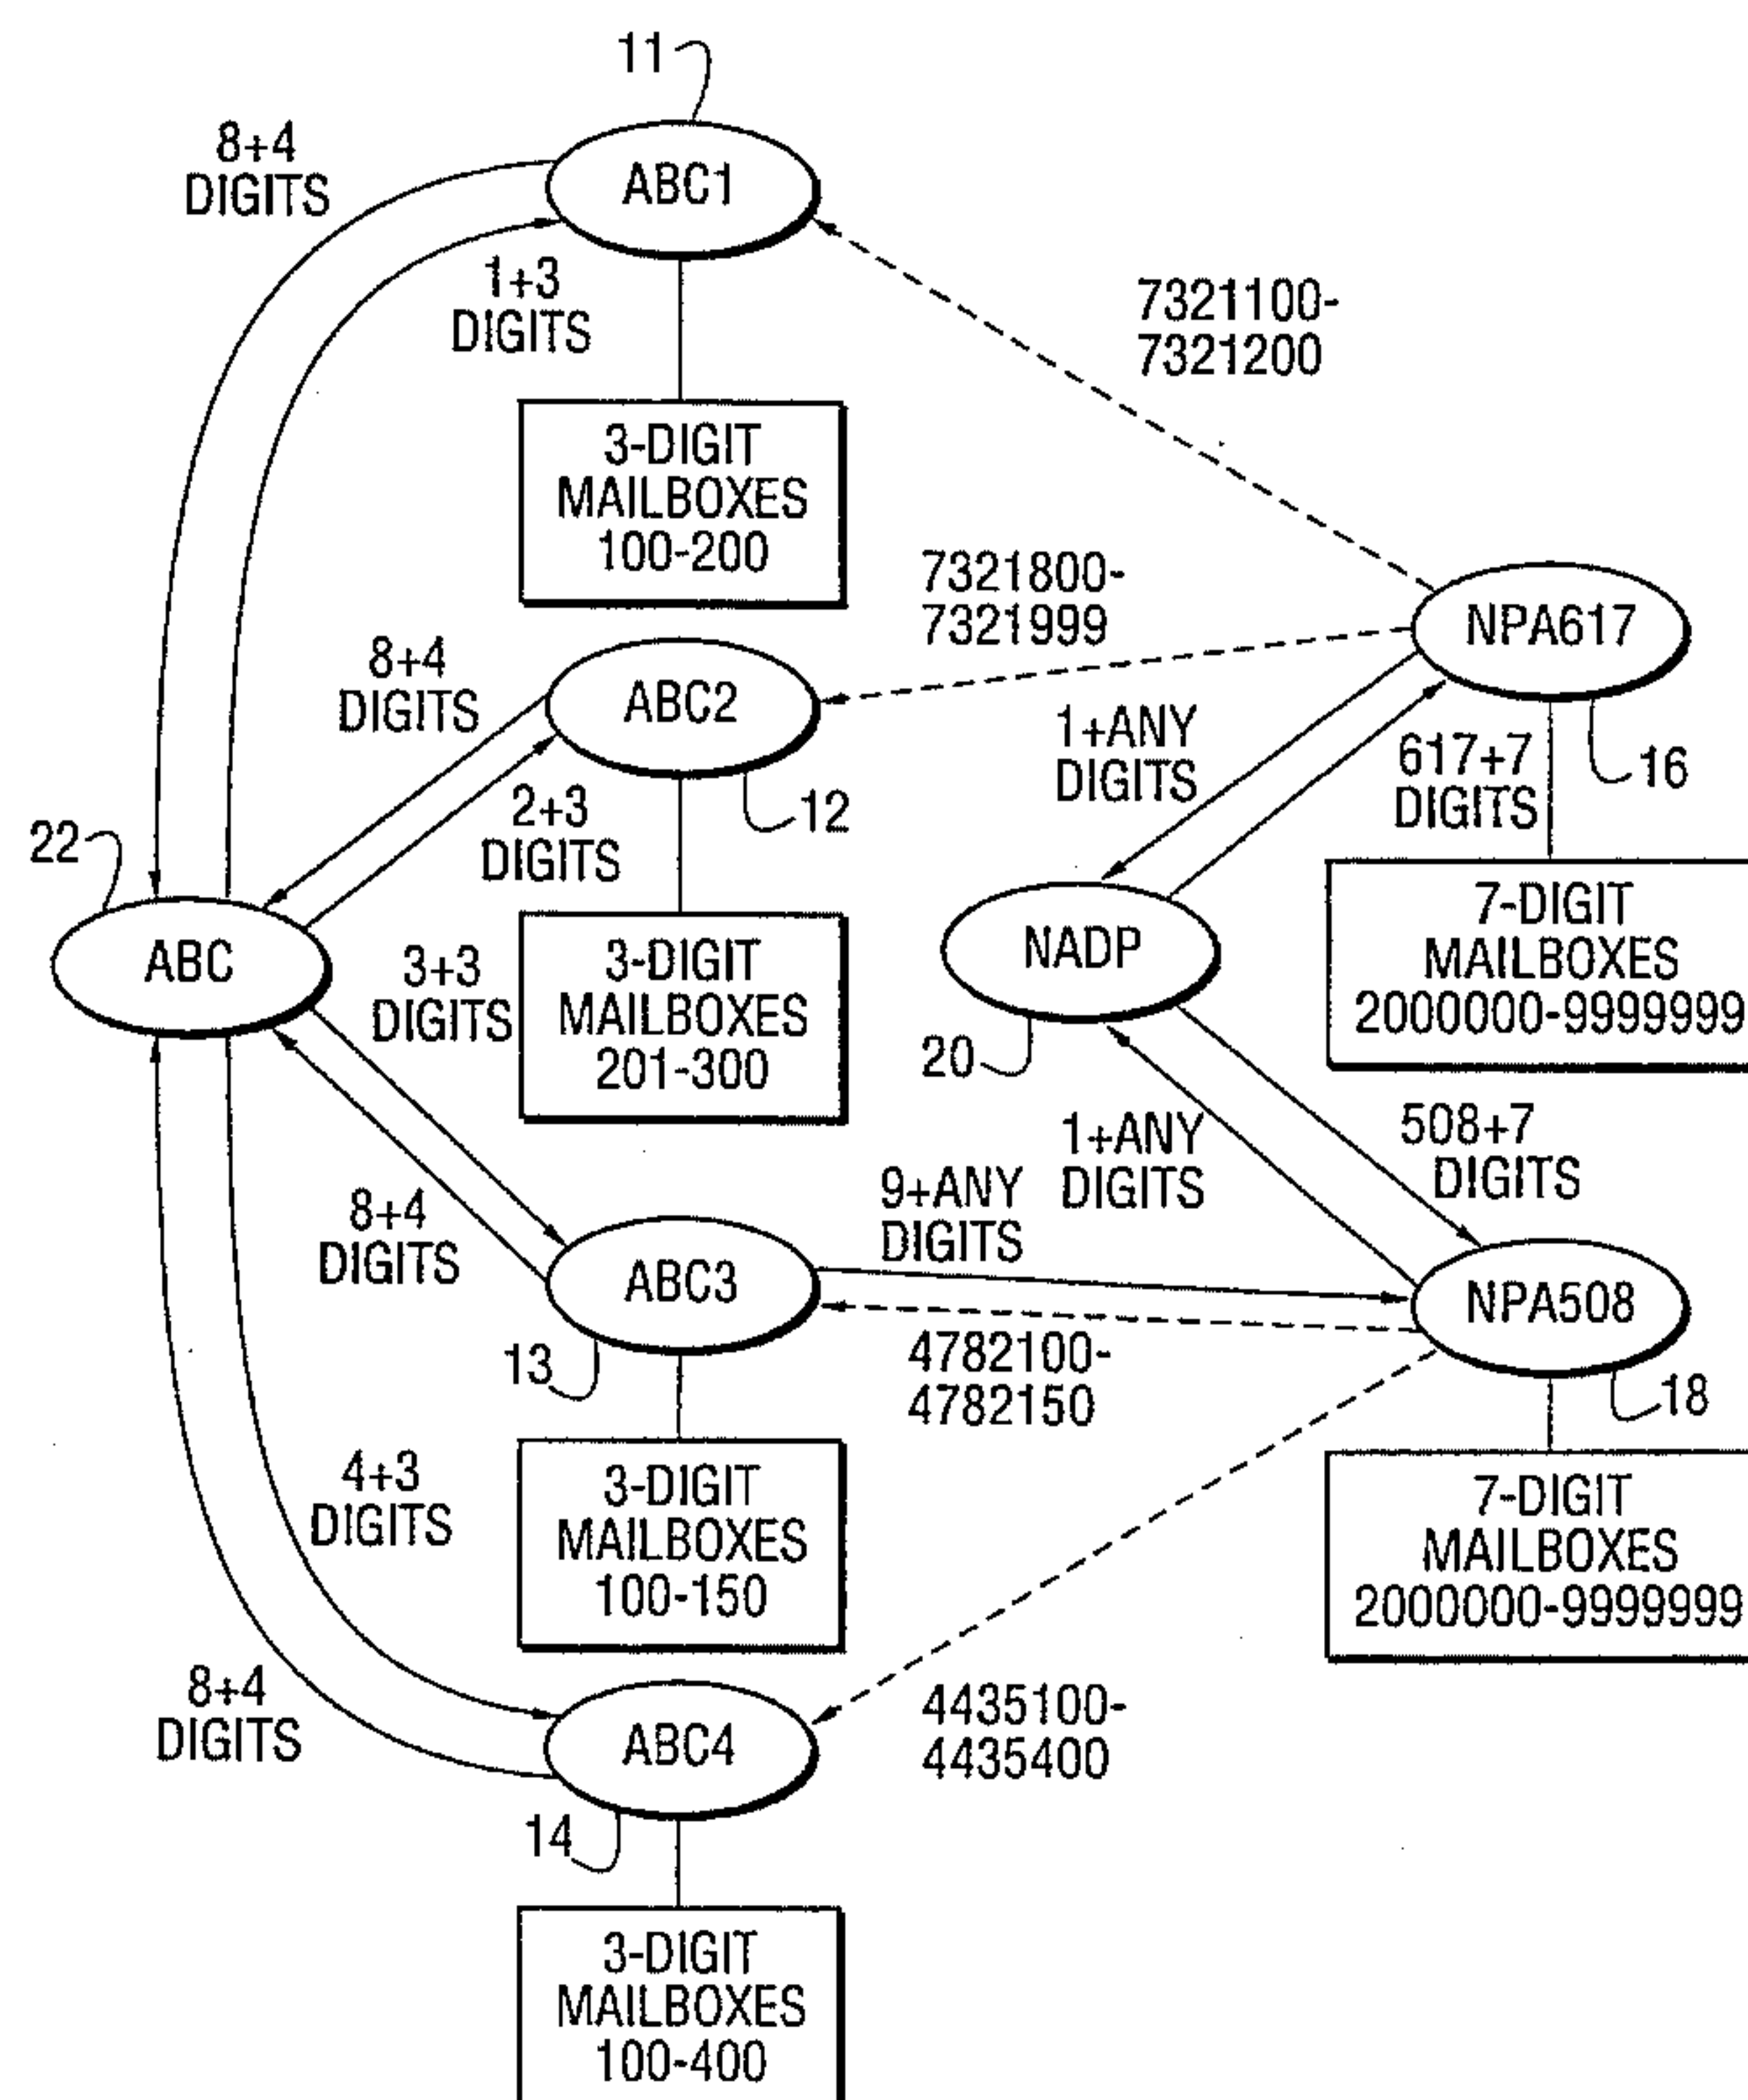 11
8+4
DIGITS
ABC1
1+3
DIGITS
7321100-
7321200
3-DIGIT
MAILBOXES
100-200
7321800-
7321999
NPA617
8+4
DIGITS
ABC2
1+ANY
DIGITS
617+7
DIGITS
16
2+3
DIGITS
12
22
ABC
3+3
DIGITS
3-DIGIT
MAILBOXES
201-300
NADP
7-DIGIT
MAILBOXES
2000000-9999999
20
1+ANY
DIGITS
508+7
DIGITS
8+4
DIGITS
9+ANY
DIGITS
ABC3
NPA508
13
4782100-
4782150
18
4+3
DIGITS
3-DIGIT
MAILBOXES
100-150
7-DIGIT
MAILBOXES
2000000-9999999
8+4
DIGITS
ABC4
4435100-
4435400
14
3-DIGIT
MAILBOXES
100-400